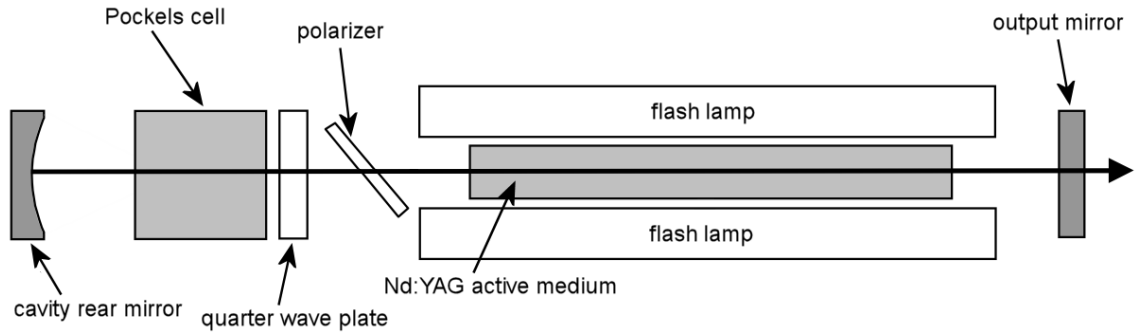 Pockels cell
polarizer
output mirror
flash lamp
flash lamp
Nd:YAG active medium
cavity rear mirror
quarter wave plate